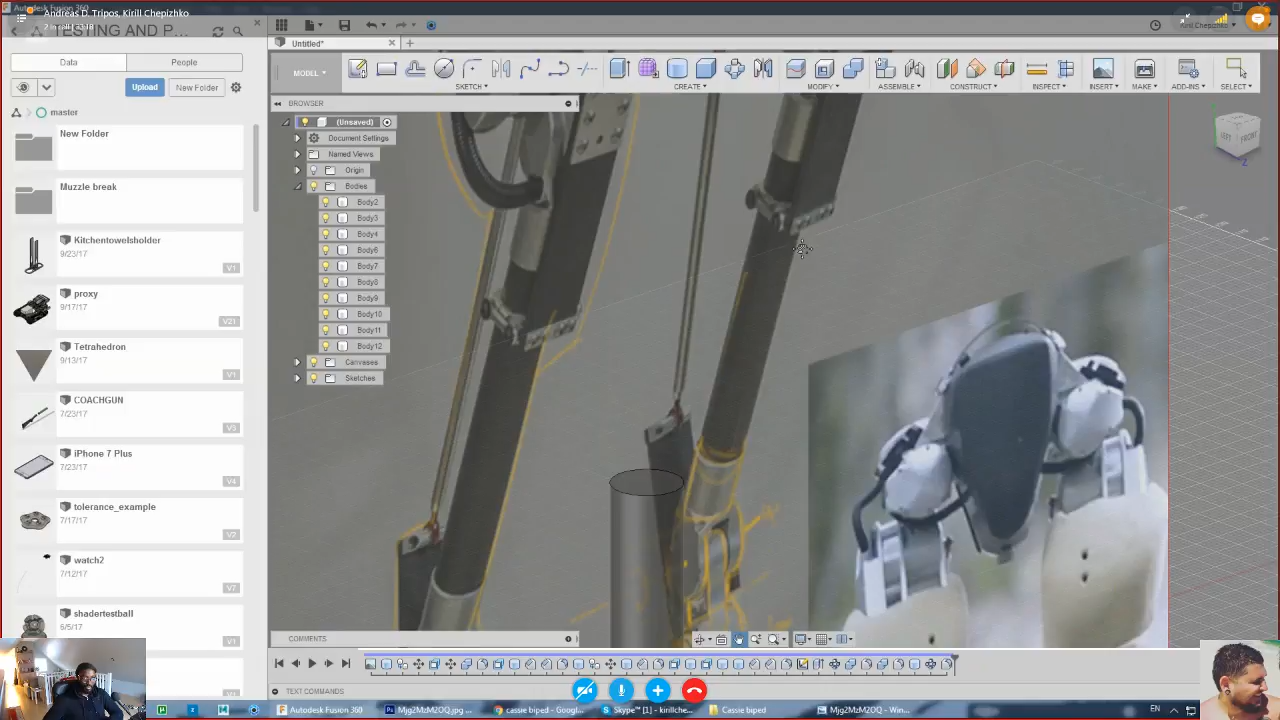 Autodesk Fusion 360
Andreas D. Tripos, Kirill Chepizhko
TESTING AND P...
Untitled*
Kirill Chepizhko
Data
People
Upload
New Folder
master
New Folder
Muzzle break
Kitchentowelsholder
9/23/17
V1
proxy
9/17/17
V21
Tetrahedron
9/13/17
V1
COACHGUN
7/23/17
V3
iPhone 7 Plus
7/23/17
V4
tolerance_example
7/17/17
V2
watch2
7/12/17
V7
shadertestball
6/5/17
V1
MODEL
SKETCH
CREATE
MODIFY
ASSEMBLE
CONSTRUCT
INSPECT
INSERT
MAKE
ADD-INS
SELECT
BROWSER
(Unsaved)
Document Settings
Named Views
Origin
Bodies
Body2
Body3
Body4
Body6
Body7
Body8
Body9
Body10
Body11
Body12
Canvases
Sketches
LEFT
FRONT
Z
COMMENTS
TEXT COMMANDS
Autodesk Fusion 360
Mjg2MzM2OQ.jpg ...
cassie biped - Googl...
Skype™ [1] - kirillche...
Cassie biped
Mjg2MzM2OQ - Win...
EN